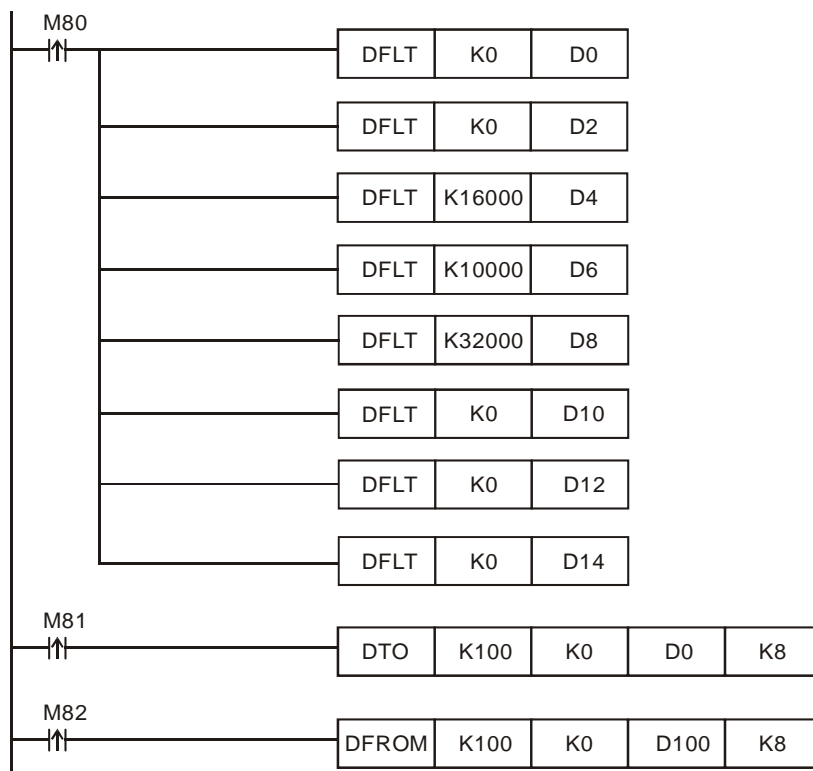 M80
DFLT K0 D0
DFLT K0 D2
DFLT K16000 D4
DFLT K10000 D6
DFLT K32000 D8
DFLT K0 D10
DFLT K0 D12
DFLT K0 D14
M81
DTO K100 K0 D0 K8
M82
DFROM K100 K0 D100 K8